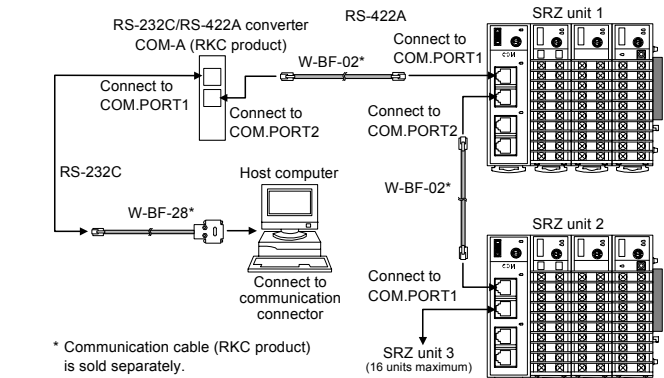 RS-422A
SRZ unit 1
RS-232C/RS-422A converter
COM-A (RKC product)
W-BF-02*
Connect to
COM.PORT1
Connect to
COM.PORT1
Connect to
COM.PORT2
Connect to
COM.PORT2
COM
RS-232C
Host computer
W-BF-28*
W-BF-02*
SRZ unit 2
COM
Connect to
communication
connector
Connect to
COM.PORT1
SRZ unit 3
(16 units maximum)
* Communication cable (RKC product)
is sold separately.